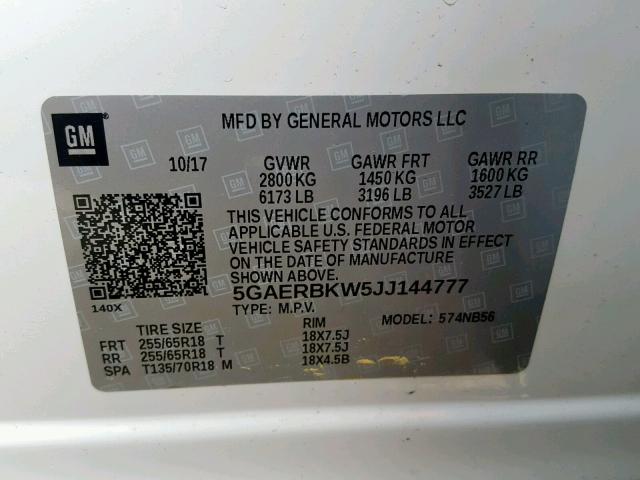 GM
MFD BY GENERAL MOTORS LLC
10/17 GVWR GAWR FRT GAWR RR
2800 KG 1450 KG 1600 KG
6173 LB 3196 LB 3527 LB
THIS VEHICLE CONFORMS TO ALL
APPLICABLE U.S. FEDERAL MOTOR
VEHICLE SAFETY STANDARDS IN EFFECT
ON THE DATE OF MANUFACTURE
SHOWN ABOVE.
140X 5GAERBKW5JJ144777
TYPE: M.P.V. MODEL: 574NB56
TIRE SIZE RIM
FRT 255/65R18 T 18X7.5J
RR 255/65R18 T 18X7.5J
SPA T135/70R18 M 18X4.5B